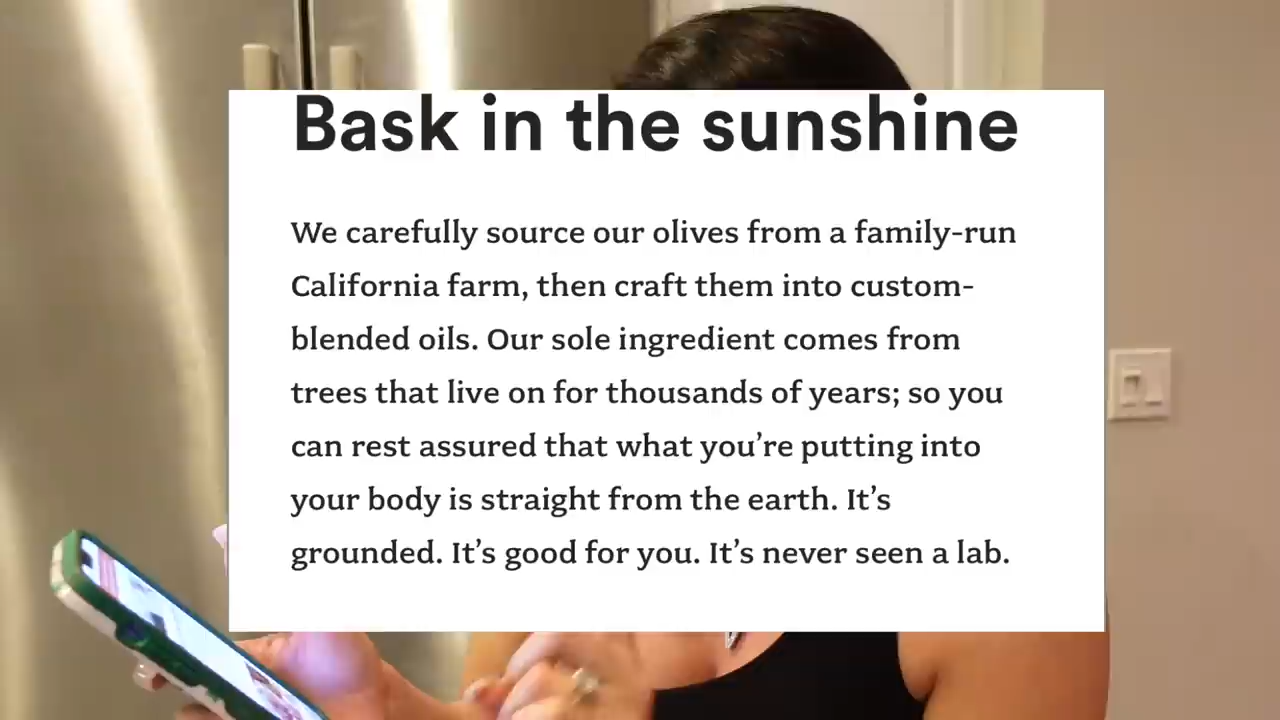 Bask in the sunshine
We carefully source our olives from a family-run
California farm, then craft them into custom-
blended oils. Our sole ingredient comes from
trees that live on for thousands of years; so you
can rest assured that what you’re putting into
your body is straight from the earth. It’s
grounded. It’s good for you. It’s never seen a lab.